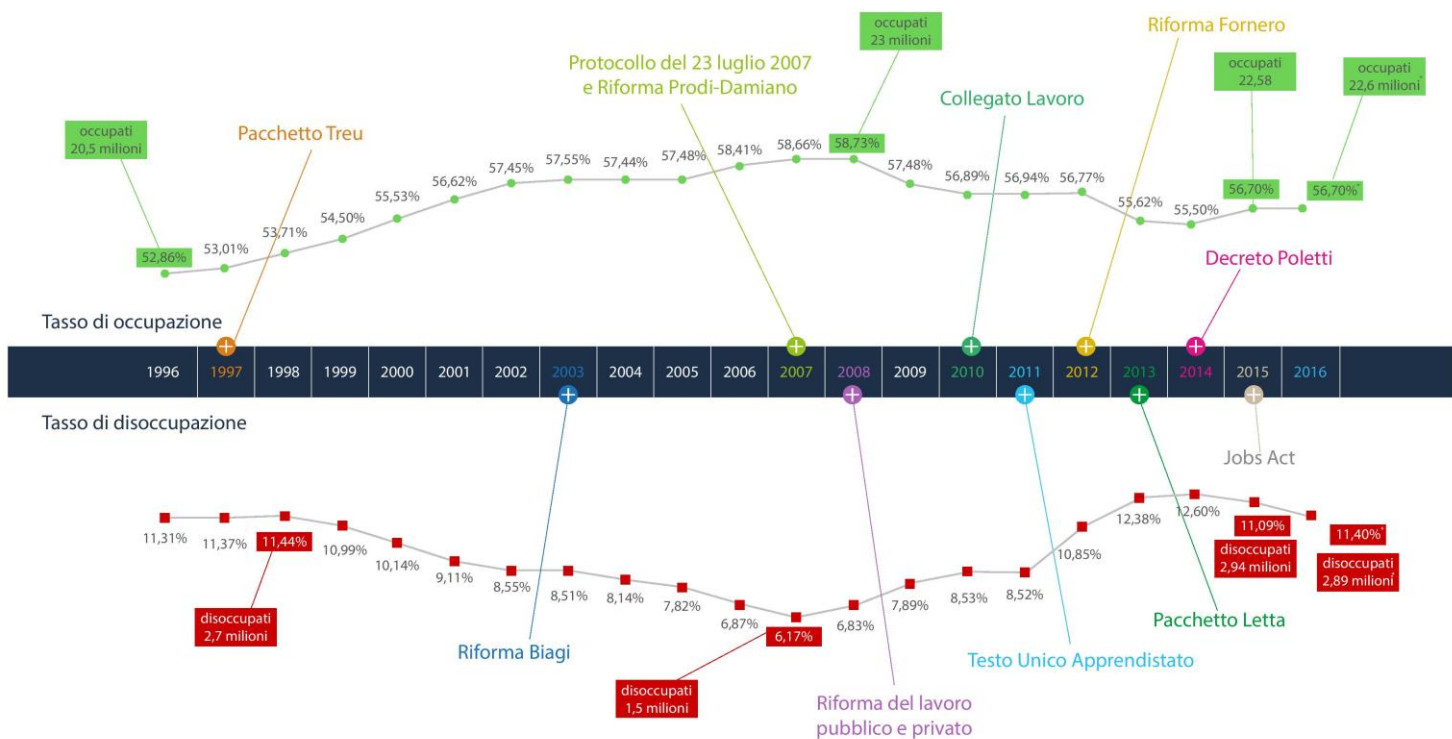 occupati
23 milioni
Riforma Fornero
Protocollo del 23 luglio 2007
e Riforma Prodi-Damiano
occupati
22,58
occupati
22,6 milioni*
Collegato Lavoro
occupati
20,5 milioni
Pacchetto Treu
52,86%
53,01%
53,71%
54,50%
55,53%
56,62%
57,45%
57,55%
57,44%
57,48%
58,41%
58,66%
58,73%
57,48%
56,89%
56,94%
56,77%
55,62%
55,50%
56,70%
56,70%*
Decreto Poletti
Tasso di occupazione
1996 1997 1998 1999 2000 2001 2002 2003 2004 2005 2006 2007 2008 2009 2010 2011 2012 2013 2014 2015 2016
Tasso di disoccupazione
Jobs Act
11,31%
11,37%
11,44%
10,99%
10,14%
9,11%
8,55%
8,51%
8,14%
7,82%
6,87%
6,17%
6,83%
7,89%
8,53%
8,52%
10,85%
12,38%
12,60%
11,09%
11,40%*
disoccupati
2,94 milioni
disoccupati
2,89 milioni*
disoccupati
2,7 milioni
Riforma Biagi
disoccupati
1,5 milioni
Riforma del lavoro
pubblico e privato
Testo Unico Apprendistato
Pacchetto Letta